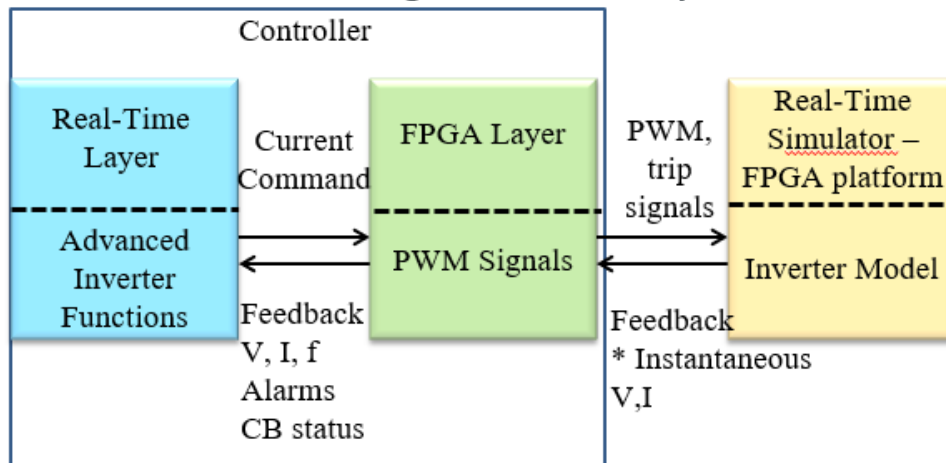 Controller
Real-Time
Layer
Advanced
Inverter
Functions
Current
Command
Feedback
V, I, f
Alarms
CB status
FPGA Layer
PWM Signals
PWM,
trip
signals
Feedback
* Instantaneous
V,I
Real-Time
Simulator –
FPGA platform
Inverter Model